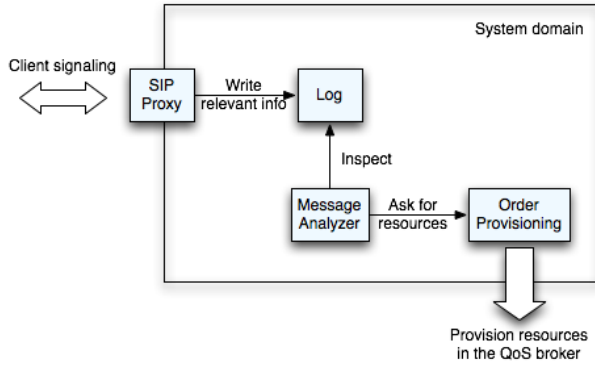 System domain
Client signaling
SIP
Proxy
Write
relevant info
Log
Inspect
Message
Analyzer
Ask for
resources
Order
Provisioning
Provision resources
in the QoS broker